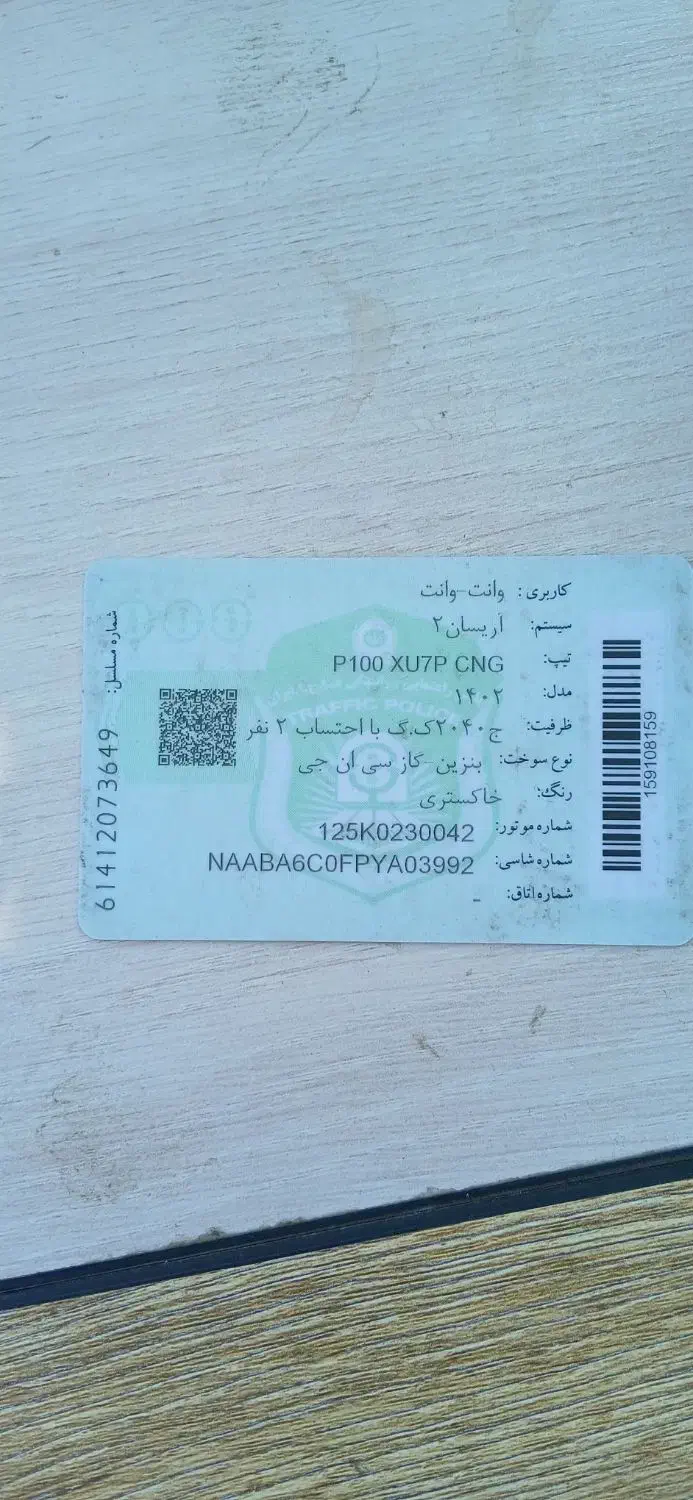 کاربری: وانت-وانت
سیستم: آریسان۲
تیپ: P100 XU7P CNG
مدل: ۱۴۰۲
ظرفیت: ج۲۰۴۰ک.گ با احتساب ۲ نفر
نوع سوخت: بنزین-گاز سی ان جی
رنگ: خاکستری
شماره موتور: 125K0230042
شماره شاسی: NAABA6C0FPYA03992
شماره اتاق: -
159108159
شماره مسلسل: 61412073649
TRAFFIC POLICE